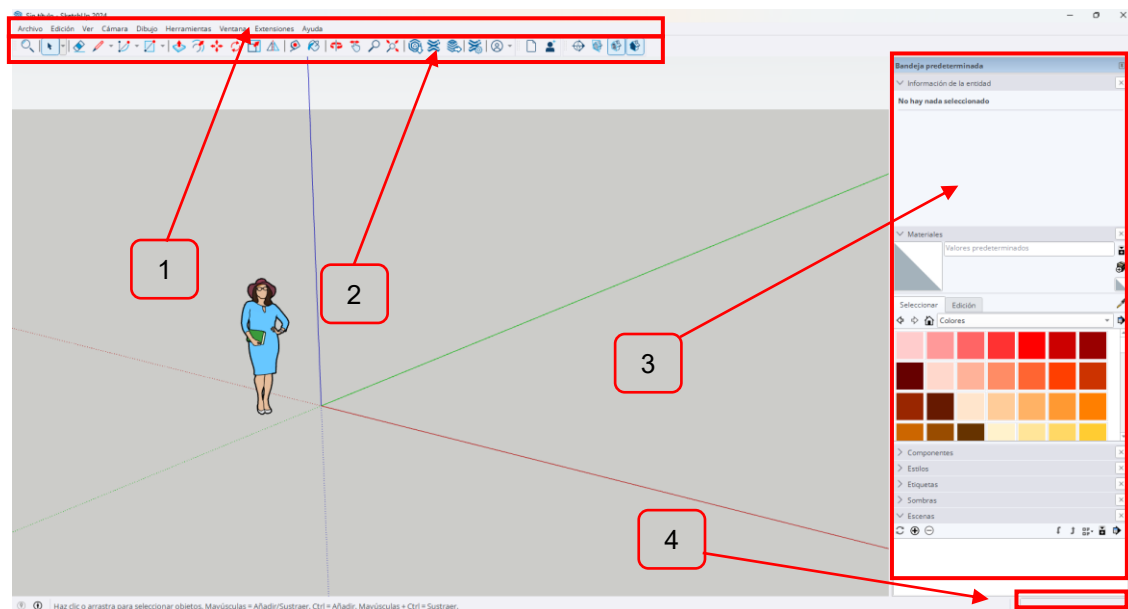 Sin título - SketchUp 2024
Archivo Edición Ver Cámara Dibujo Herramientas Ventana Extensiones Ayuda
Bandeja predeterminada
Información de la entidad
No hay nada seleccionado
1
2
3
4
Materiales
Valores predeterminados
Seleccionar Edición
Colores
Componentes
Estilos
Etiquetas
Sombras
Escenas
Haz clic o arrastra para seleccionar objetos. Mayúsculas = Añadir/Sustraer. Ctrl = Añadir. Mayúsculas + Ctrl = Sustraer.